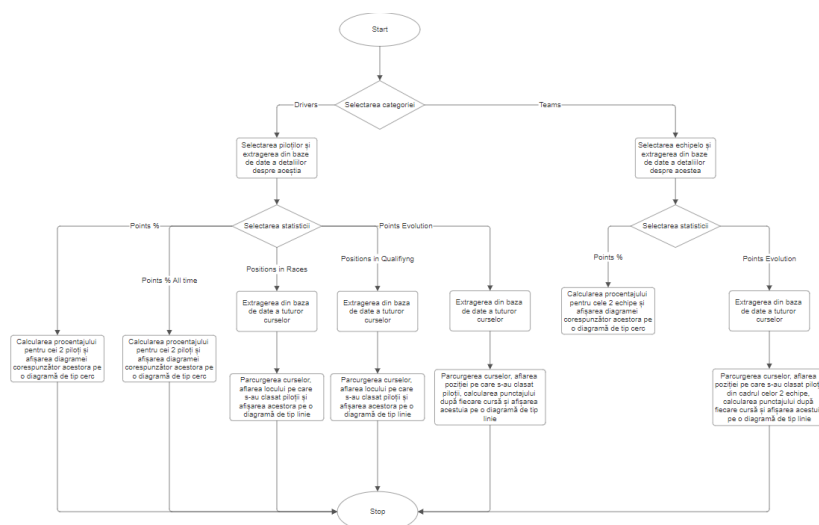 Start
Selectarea categoriei
Drivers
Teams
Selectarea piloților și
extragerea din baze
de date a detaliilor
despre aceștia
Selectarea echipelo și
extragerea din baze
de date a detaliilor
despre acestea
Selectarea statisticii
Points %
Points % All time
Positions in Races
Positions in Qualifiyng
Points Evolution
Selectarea statisticii
Points %
Points Evolution
Calcularea procentajului
pentru cei 2 piloți și
afișarea diagramei
corespunzător acestora pe
o diagramă de tip cerc
Calcularea procentajului
pentru cei 2 piloți și
afișarea diagramei
corespunzător acestora pe
o diagramă de tip cerc
Extragerea din baza
de date a tuturor
curselor
Parcurgerea curselor,
aflarea locului pe care
s-au clasat piloții și
afișarea acestora pe o
diagramă de tip linie
Extragerea din baza
de date a tuturor
curselor
Parcurgerea curselor,
aflarea locului pe care
s-au clasat piloții și
afișarea acestora pe o
diagramă de tip linie
Extragerea din baza
de date a tuturor
curselor
Parcurgerea curselor, aflarea
poziției pe care s-au clasat
piloții, calcularea punctajului
după fiecare cursă și afișarea
acestuia pe o diagramă de tip
linie
Calcularea procentajului
pentru cele 2 echipe și
afișarea diagramei
corespunzător acestora pe
o diagramă de tip cerc
Extragerea din baza
de date a tuturor
curselor
Parcurgerea curselor, aflarea
poziției pe care s-au clasat piloții
din cadrul celor 2 echipe,
calcularea punctajului după
fiecare cursă și afișarea acestuia
pe o diagramă de tip linie
Stop